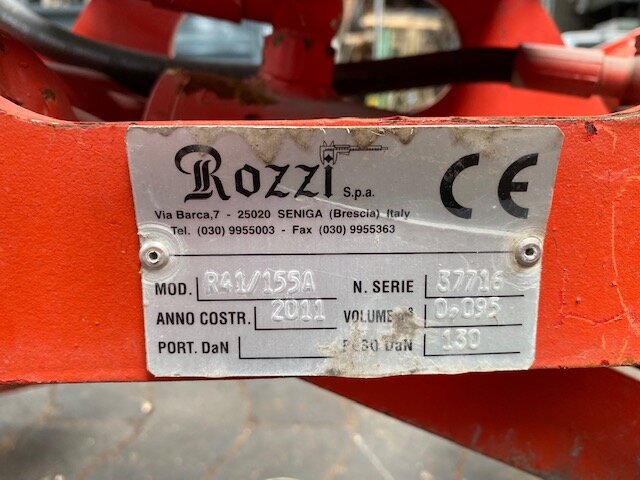 Rozzi S.p.a.
Via Barca,7 - 25020 SENIGA (Brescia) Italy
Tel. (030) 9955003 - Fax (030) 9955363
CE
MOD. R41/155A N. SERIE 37716
ANNO COSTR. 2011 VOLUME m³ 0,095
PORT. DaN PESO DaN 130